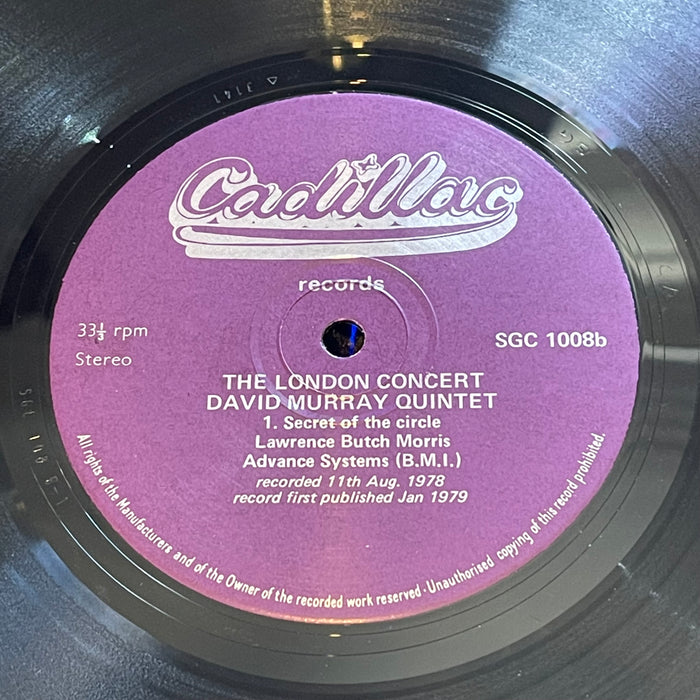 Cadillac
records
33⅓ rpm
Stereo
SGC 1008b
THE LONDON CONCERT
DAVID MURRAY QUINTET
1. Secret of the circle
Lawrence Butch Morris
Advance Systems (B.M.I.)
recorded 11th Aug. 1978
record first published Jan 1979
All rights of the Manufacturers and of the Owner of the recorded work reserved · Unauthorised copying of this record prohibited.
△ 3141